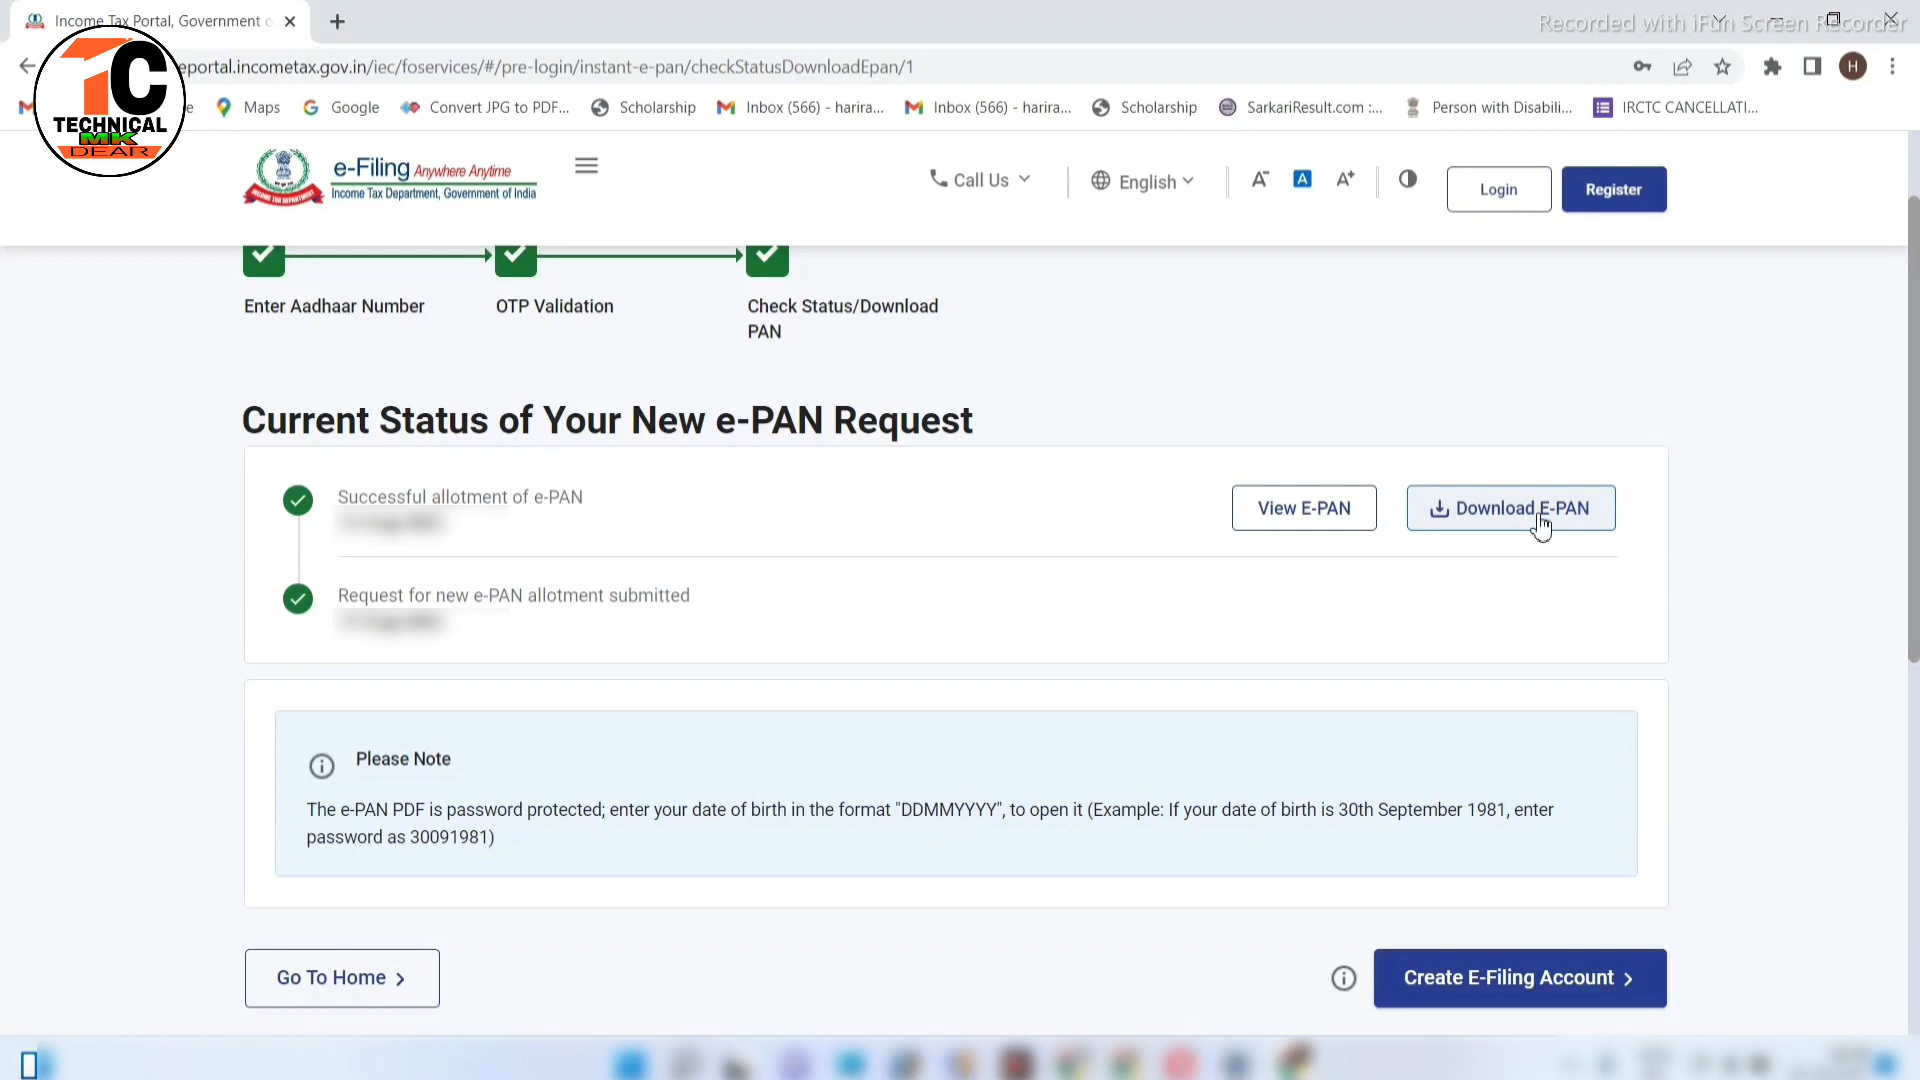 Income Tax Portal, Government o
Recorded with iFun Screen Recorder
eportal.incometax.gov.in/iec/foservices/#/pre-login/instant-e-pan/checkStatusDownloadEpan/1
H
TC
TECHNICAL
MK
DEAR
e
Maps
Google
Convert JPG to PDF...
Scholarship
Inbox (566) - harira...
Inbox (566) - harira...
Scholarship
SarkariResult.com :...
Person with Disabili...
IRCTC CANCELLATI...
e-Filing Anywhere Anytime
Income Tax Department, Government of India
Call Us
English
A-
A
A+
Login
Register
Enter Aadhaar Number
OTP Validation
Check Status/Download
PAN
Current Status of Your New e-PAN Request
Successful allotment of e-PAN
View E-PAN
Download E-PAN
Request for new e-PAN allotment submitted
Please Note
The e-PAN PDF is password protected; enter your date of birth in the format "DDMMYYYY", to open it (Example: If your date of birth is 30th September 1981, enter
password as 30091981)
Go To Home
Create E-Filing Account